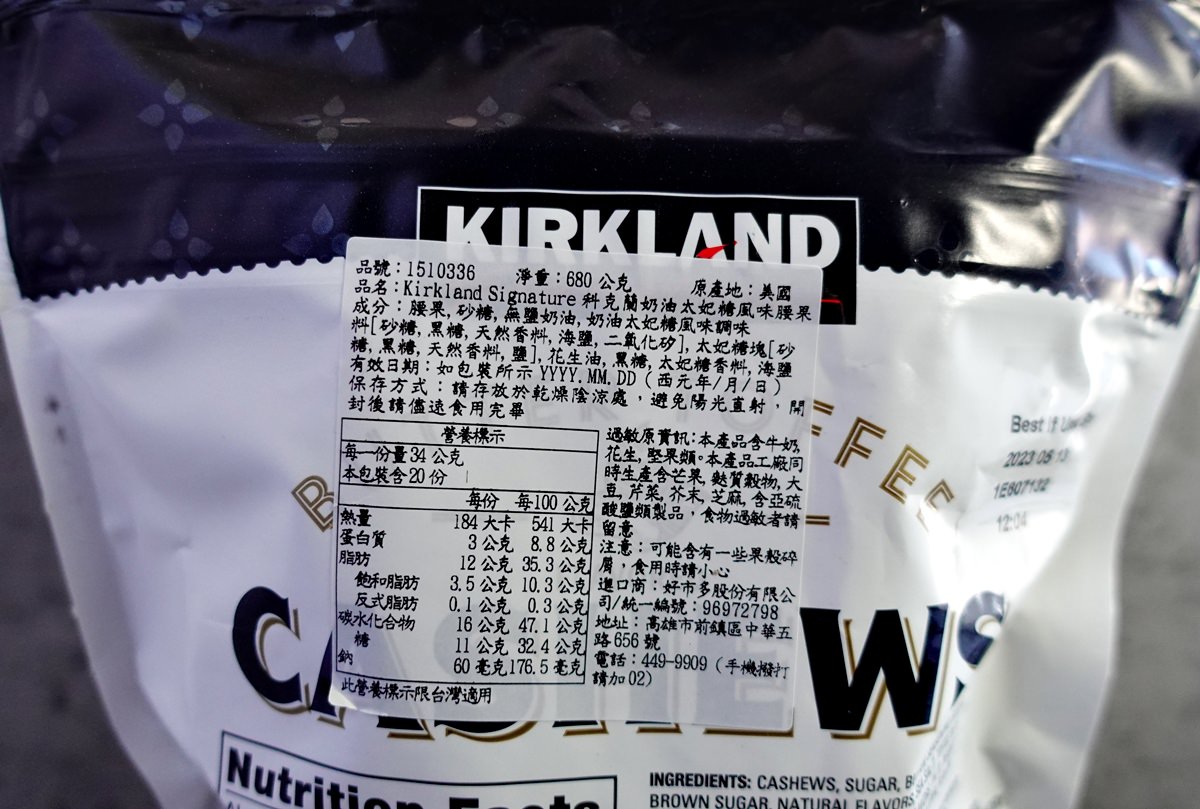 KIRKLAND
品號：1510336 淨重：680 公克 原產地：美國
品名：Kirkland Signature 科克蘭奶油太妃糖風味腰果
成分：腰果, 砂糖, 無鹽奶油, 奶油太妃糖風味調味
料[砂糖, 黑糖, 天然香料, 海鹽, 二氧化矽], 太妃糖塊[砂
糖, 黑糖, 天然香料, 鹽], 花生油, 黑糖, 太妃糖香料, 海鹽
有效日期：如包裝所示 YYYY.MM.DD（西元年/月/日）
保存方式：請存放於乾燥陰涼處，避免陽光直射，開
封後請儘速食用完畢
營養標示
每一份量 34 公克
本包裝含 20 份
每份 每100 公克
熱量 184 大卡 541 大卡
蛋白質 3 公克 8.8 公克
脂肪 12 公克 35.3 公克
飽和脂肪 3.5 公克 10.3 公克
反式脂肪 0.1 公克 0.3 公克
碳水化合物 16 公克 47.1 公克
糖 11 公克 32.4 公克
鈉 60 毫克 176.5 毫克
此營養標示限台灣適用
過敏原資訊：本產品含牛奶,
花生, 堅果類。本產品工廠同
時生產含芒果, 麩質穀物, 大
豆, 芹菜, 芥末, 芝麻, 含亞硫
酸鹽類製品，食物過敏者請
留意
注意：可能含有一些果殼碎
屑，食用時請小心
進口商：好市多股份有限公
司/統一編號：96972798
地址：高雄市前鎮區中華五
路 656 號
電話：449-9909（手機撥打
請加 02）
Best If
2023 05 13
1E607132
12:04
CASHEWS
Nutrition Facts
INGREDIENTS: CASHEWS, SUGAR,
BROWN SUGAR, NATURAL FLAVORS